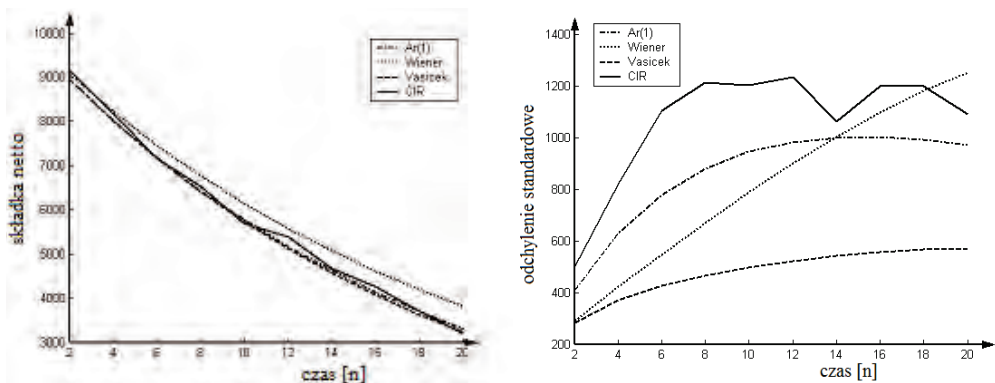 10000
9000
8000
7000
6000
5000
4000
3000
składka netto
Ar(1)
Wiener
Vasicek
CIR
2 4 6 8 10 12 14 16 18 20
czas [n]
1400
1200
1000
800
600
400
200
odchylenie standardowe
Ar(1)
Wiener
Vasicek
CIR
2 4 6 8 10 12 14 16 18 20
czas [n]